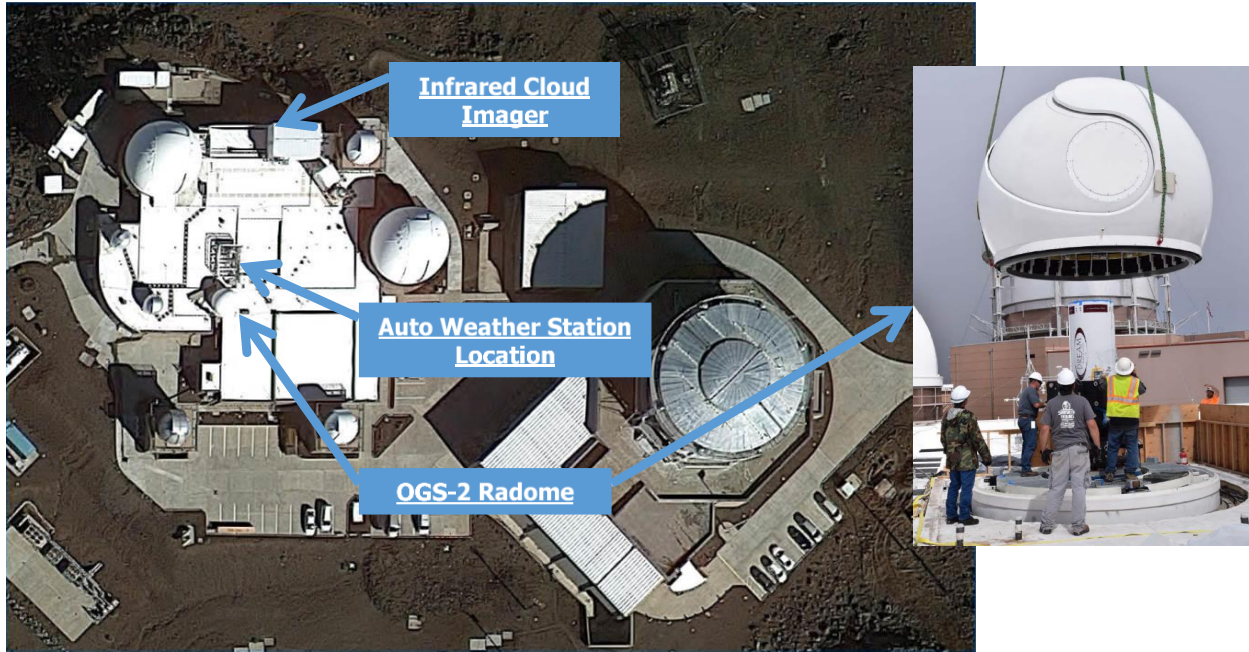 Infrared Cloud
Imager
Auto Weather Station
Location
OGS-2 Radome